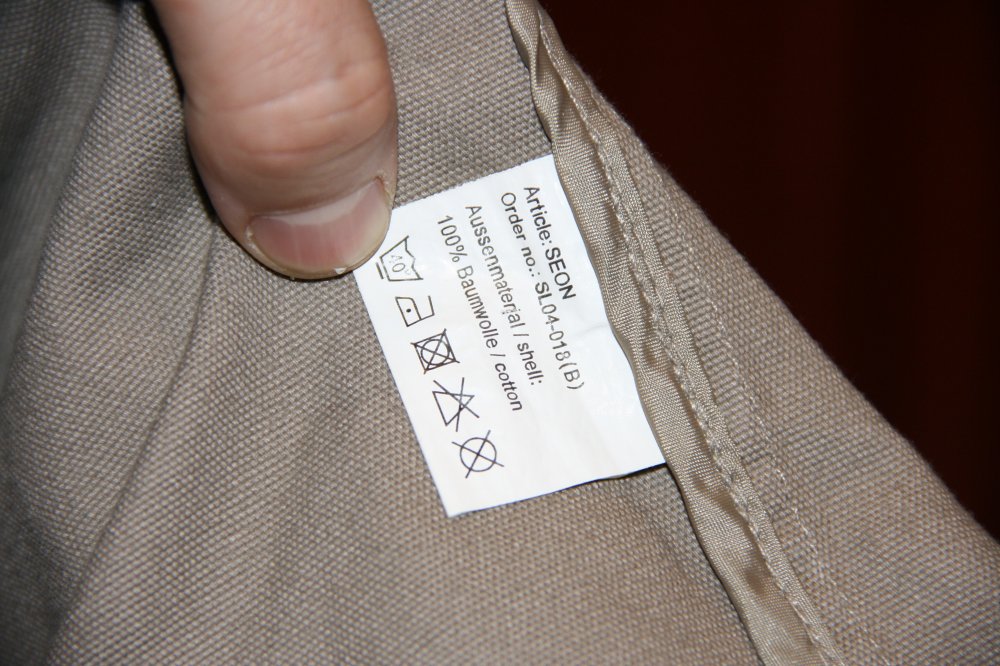 Article: SEON
Order no.: SL04-018(B)
Aussenmaterial / shell:
100% Baumwolle / cotton
40